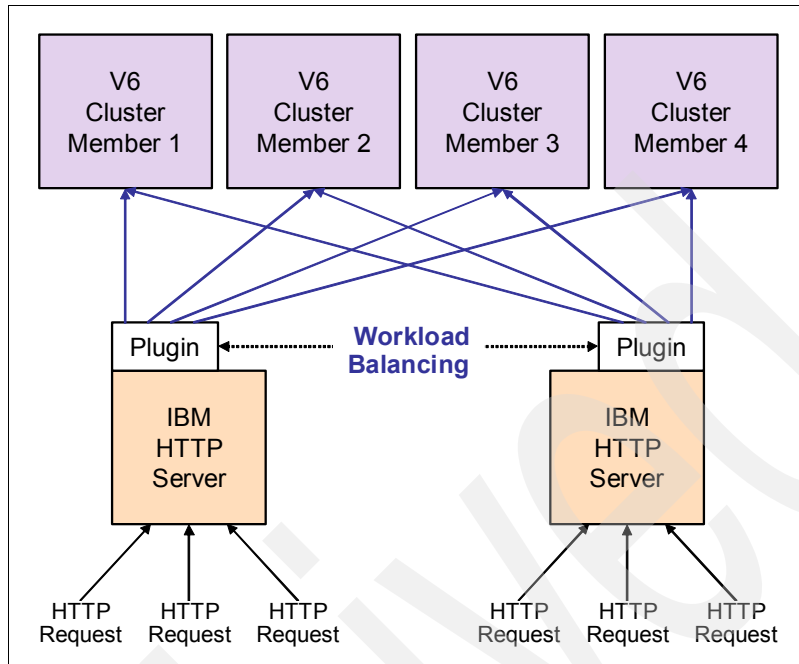 V6
Cluster
Member 1
V6
Cluster
Member 2
V6
Cluster
Member 3
V6
Cluster
Member 4
Plugin
Workload
Balancing
Plugin
IBM
HTTP
Server
IBM
HTTP
Server
HTTP
Request
HTTP
Request
HTTP
Request
HTTP
Request
HTTP
Request
HTTP
Request